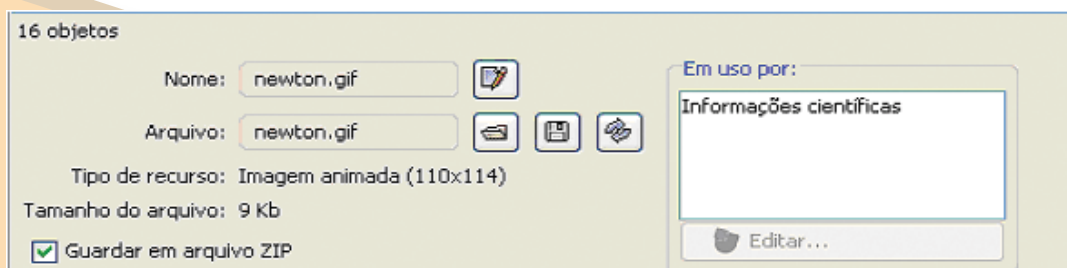 16 objetos
Nome: newton.gif
Arquivo: newton.gif
Tipo de recurso: Imagem animada (110x114)
Tamanho do arquivo: 9 Kb
Guardar em arquivo ZIP
Em uso por:
Informações científicas
Editar...